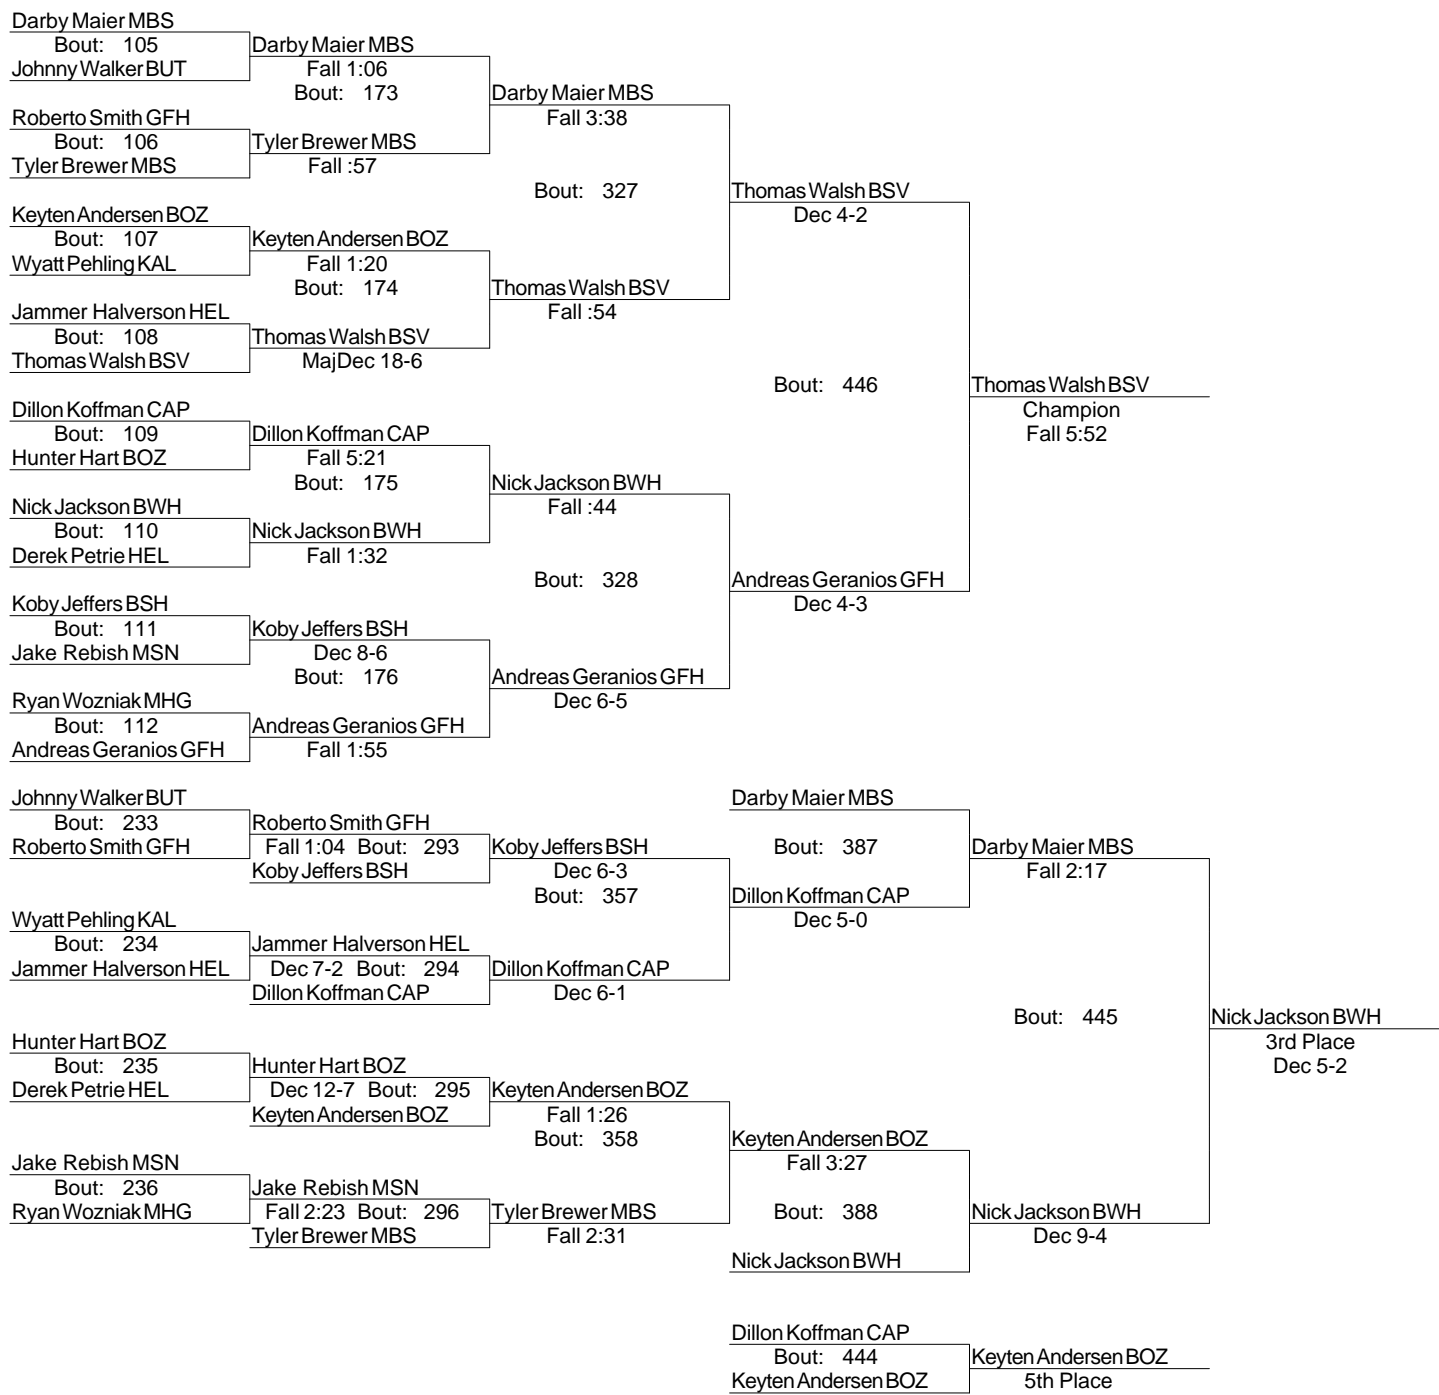 Darby Maier MBS
Bout: 105
Johnny Walker BUT
Darby Maier MBS
Fall 1:06
Bout: 173
Roberto Smith GFH
Bout: 106
Tyler Brewer MBS
Tyler Brewer MBS
Fall :57
Darby Maier MBS
Fall 3:38
Bout: 327
Keyten Andersen BOZ
Bout: 107
Wyatt Pehling KAL
Keyten Andersen BOZ
Fall 1:20
Bout: 174
Jammer Halverson HEL
Bout: 108
Thomas Walsh BSV
Thomas Walsh BSV
MajDec 18-6
Thomas Walsh BSV
Fall :54
Thomas Walsh BSV
Dec 4-2
Bout: 446
Thomas Walsh BSV
Champion
Fall 5:52
Dillon Koffman CAP
Bout: 109
Hunter Hart BOZ
Dillon Koffman CAP
Fall 5:21
Bout: 175
Nick Jackson BWH
Bout: 110
Derek Petrie HEL
Nick Jackson BWH
Fall 1:32
Nick Jackson BWH
Fall :44
Bout: 328
Koby Jeffers BSH
Bout: 111
Jake Rebish MSN
Koby Jeffers BSH
Dec 8-6
Bout: 176
Ryan Wozniak MHG
Bout: 112
Andreas Geranios GFH
Andreas Geranios GFH
Fall 1:55
Andreas Geranios GFH
Dec 6-5
Andreas Geranios GFH
Dec 4-3
Johnny Walker BUT
Bout: 233
Roberto Smith GFH
Roberto Smith GFH
Fall 1:04 Bout: 293
Koby Jeffers BSH
Koby Jeffers BSH
Dec 6-3
Bout: 357
Wyatt Pehling KAL
Bout: 234
Jammer Halverson HEL
Jammer Halverson HEL
Dec 7-2 Bout: 294
Dillon Koffman CAP
Dillon Koffman CAP
Dec 6-1
Darby Maier MBS
Bout: 387
Dillon Koffman CAP
Dec 5-0
Darby Maier MBS
Fall 2:17
Bout: 445
Nick Jackson BWH
3rd Place
Dec 5-2
Hunter Hart BOZ
Bout: 235
Derek Petrie HEL
Hunter Hart BOZ
Dec 12-7 Bout: 295
Keyten Andersen BOZ
Keyten Andersen BOZ
Fall 1:26
Bout: 358
Jake Rebish MSN
Bout: 236
Ryan Wozniak MHG
Jake Rebish MSN
Fall 2:23 Bout: 296
Tyler Brewer MBS
Tyler Brewer MBS
Fall 2:31
Keyten Andersen BOZ
Fall 3:27
Bout: 388
Nick Jackson BWH
Nick Jackson BWH
Dec 9-4
Dillon Koffman CAP
Bout: 444
Keyten Andersen BOZ
Keyten Andersen BOZ
5th Place